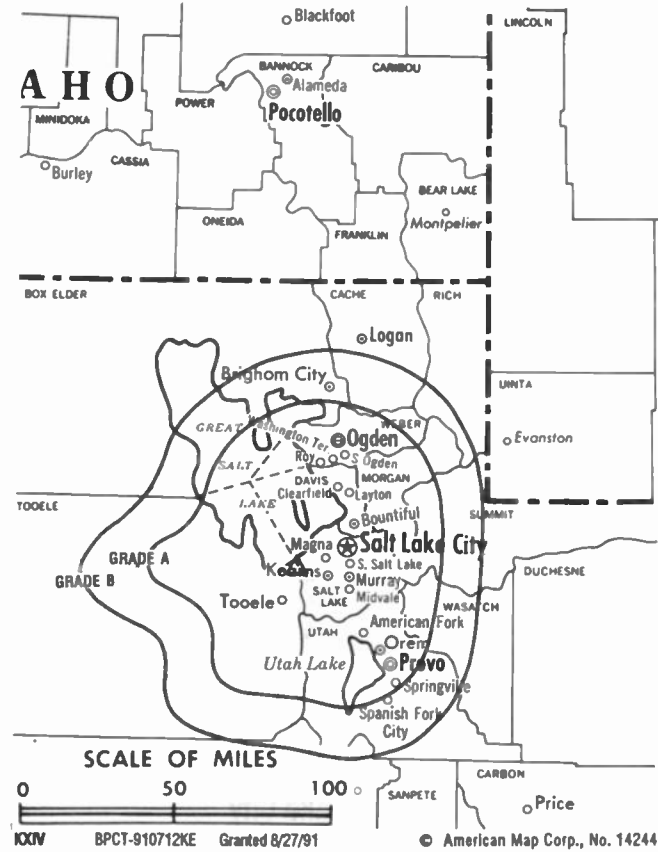 Blackfoot
LINCOLN
BANNOCK
CARIBOU
Alameda
AHO
POWER
Pocotello
MINIDOKA
CASSIA
Burley
BEAR LAKE
ONEIDA
Montpelier
FRANKLIN
BOX ELDER
CACHE
RICH
Logan
Brighom City
UINTA
GREAT
Washington Ter.
WEBER
Ogden
Evanston
Roy
S Ogden
SALT
MORGAN
DAVIS
Clearfield
Layton
TOOELE
LAKE
SUMMIT
Bountiful
Magna
Salt Lake City
GRADE A
S. Salt Lake
DUCHESNE
GRADE B
Kearns
Murray
SALT
LAKE
Midvale
Tooele
WASATCH
American Fork
UTAH
Orem
Utah Lake
Provo
Springville
Spanish Fork
City
SCALE OF MILES
0 50 100
CARBON
SANPETE
Price
KXIV BPCT-910712KE Granted 8/27/91 © American Map Corp., No. 14244